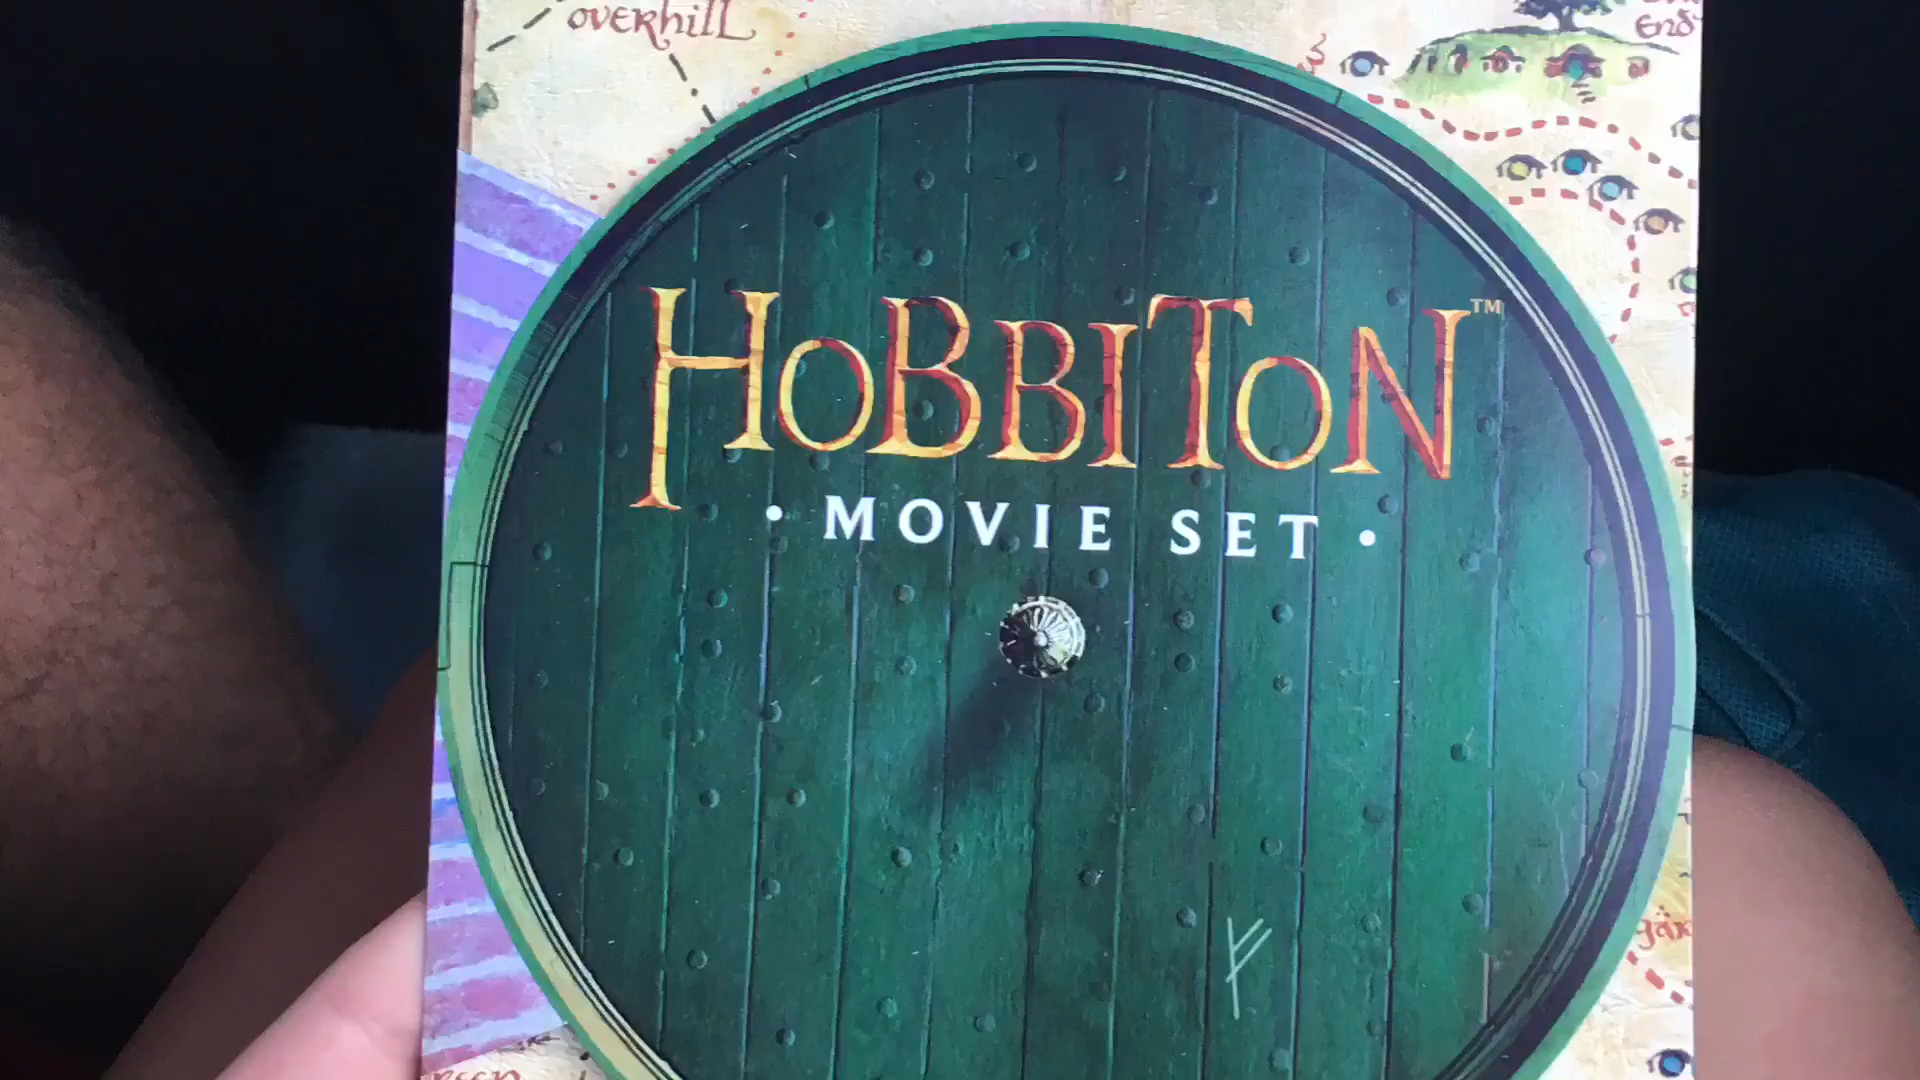 overhill
End
HOBBITON™
• MOVIE SET •